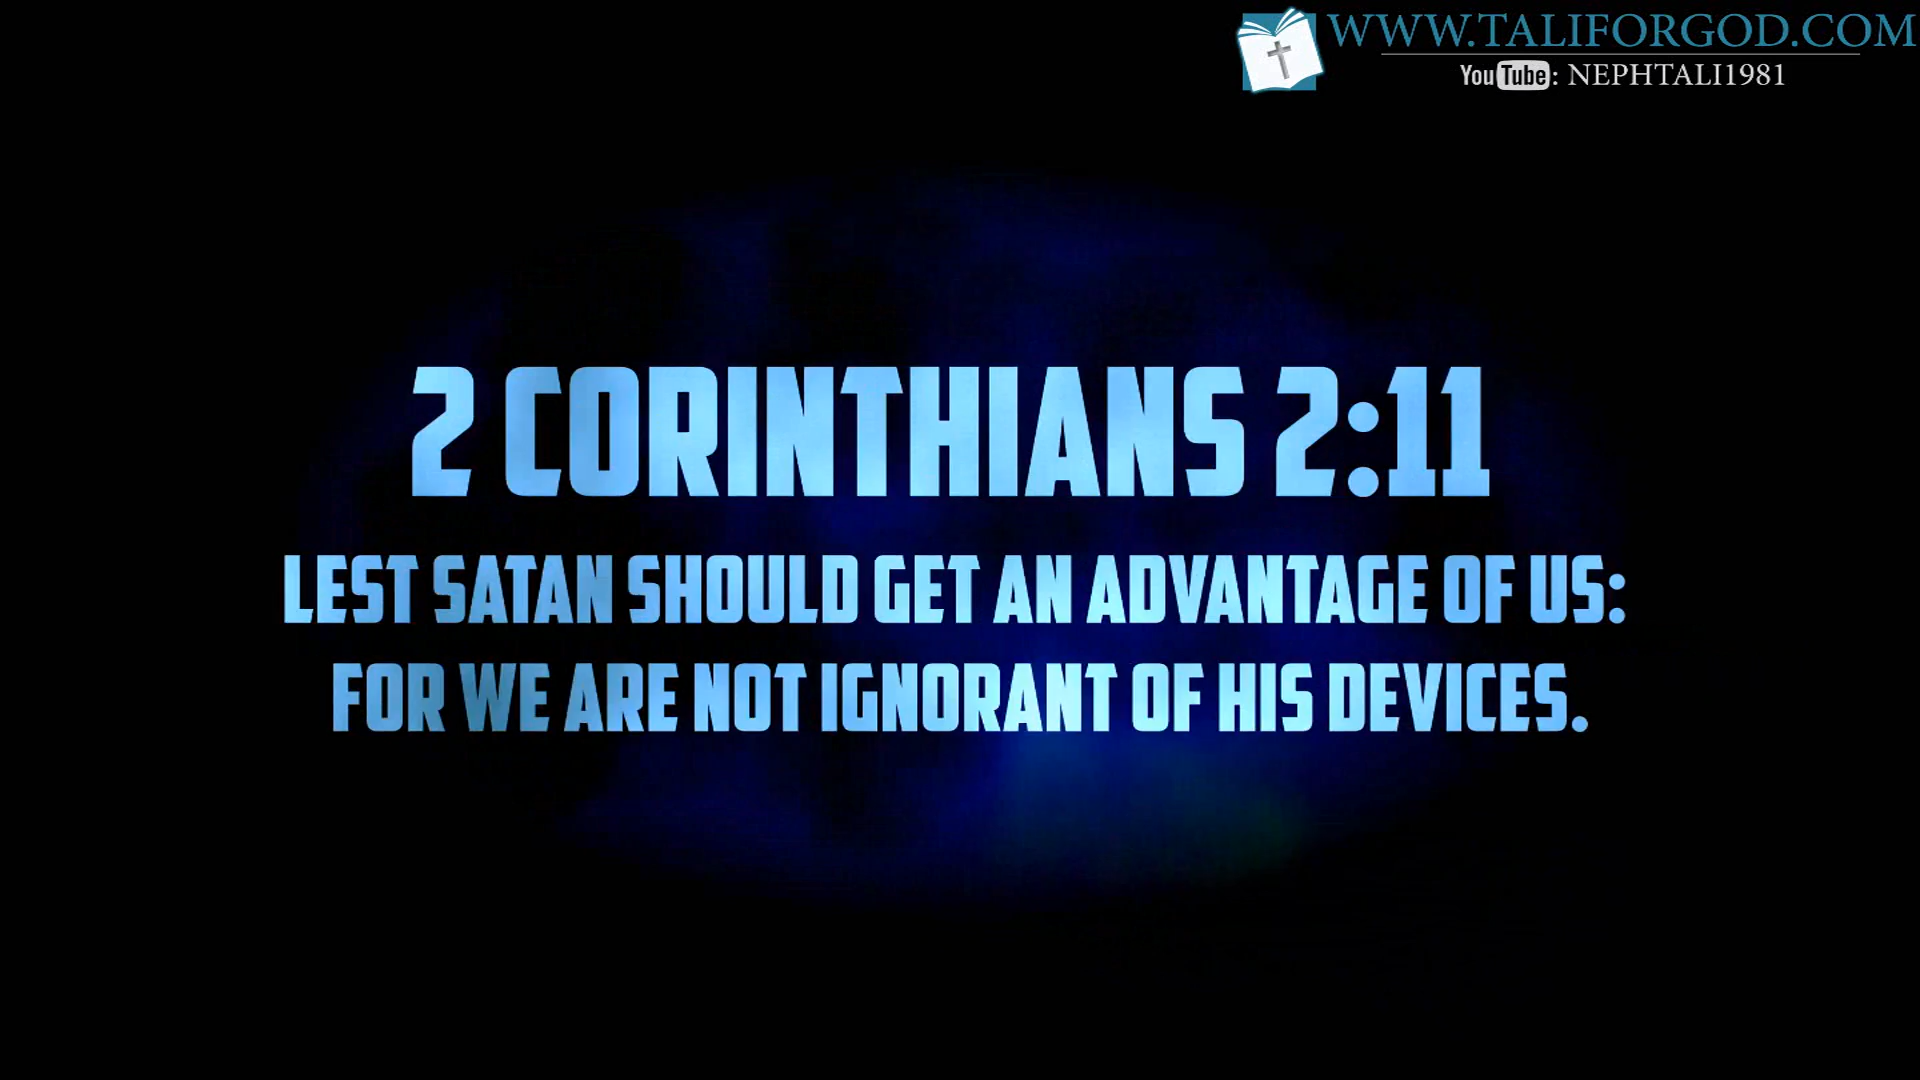 WWW.TALIFORGOD.COM
YouTube: NEPHTALI1981
2 CORINTHIANS 2:11
LEST SATAN SHOULD GET AN ADVANTAGE OF US:
FOR WE ARE NOT IGNORANT OF HIS DEVICES.